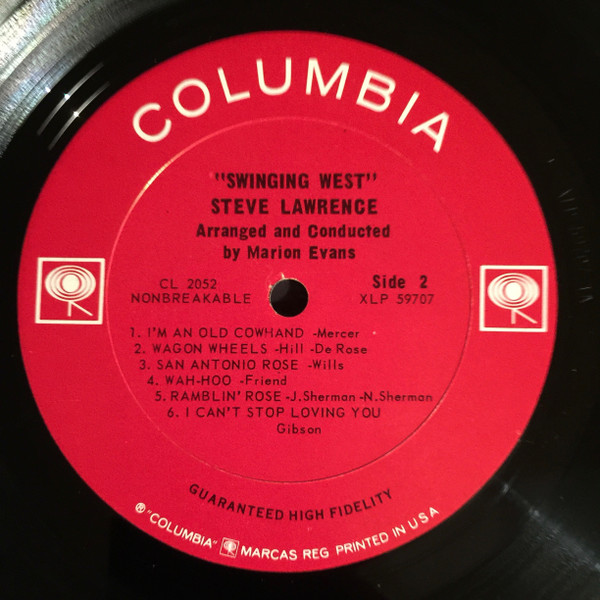 COLUMBIA
"SWINGING WEST"
STEVE LAWRENCE
Arranged and Conducted
by Marion Evans
CL 2052 Side 2
NONBREAKABLE XLP 59707
1. I'M AN OLD COWHAND -Mercer
2. WAGON WHEELS -Hill -De Rose
3. SAN ANTONIO ROSE -Wills
4. WAH-HOO -Friend
5. RAMBLIN' ROSE -J. Sherman -N. Sherman
6. I CAN'T STOP LOVING YOU
Gibson
GUARANTEED HIGH FIDELITY
® "COLUMBIA" MARCAS REG PRINTED IN U S A